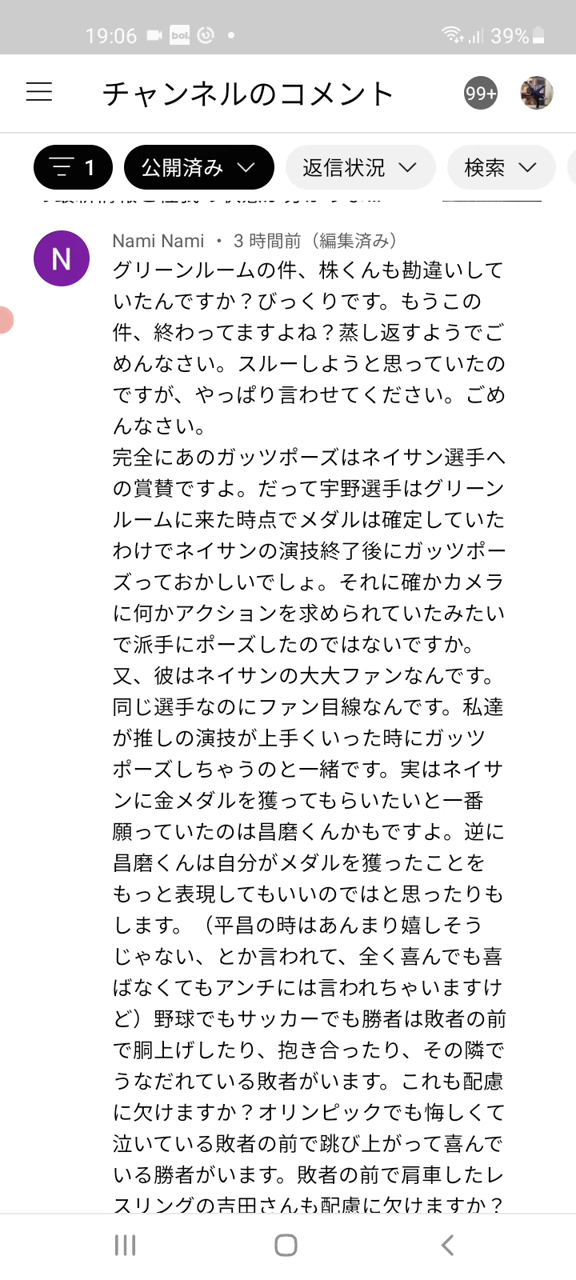 19:06
39%
チャンネルのコメント
99+
1
公開済み
返信状況
検索
N
Nami Nami ・ 3 時間前（編集済み）
グリーンルームの件、株くんも勘違いして
いたんですか？びっくりです。もうこの
件、終わってますよね？蒸し返すようでご
めんなさい。スルーしようと思っていたの
ですが、やっぱり言わせてください。ごめ
んなさい。
完全にあのガッツポーズはネイサン選手へ
の賞賛ですよ。だって宇野選手はグリーン
ルームに来た時点でメダルは確定していた
わけでネイサンの演技終了後にガッツポー
ズっておかしいでしょ。それに確かカメラ
に何かアクションを求められていたみたい
で派手にポーズしたのではないですか。
又、彼はネイサンの大大ファンなんです。
同じ選手なのにファン目線なんです。私達
が推しの演技が上手くいった時にガッツ
ポーズしちゃうのと一緒です。実はネイサ
ンに金メダルを獲ってもらいたいと一番
願っていたのは昌磨くんかもですよ。逆に
昌磨くんは自分がメダルを獲ったことを
もっと表現してもいいのではと思ったりも
します。（平昌の時はあんまり嬉しそう
じゃない、とか言われて、全く喜んでも喜
ばなくてもアンチには言われちゃいますけ
ど）野球でもサッカーでも勝者は敗者の前
で胴上げしたり、抱き合ったり、その隣で
うなだれている敗者がいます。これも配慮
に欠けますか？オリンピックでも悔しくて
泣いている敗者の前で跳び上がって喜んで
いる勝者がいます。敗者の前で肩車したレ
スリングの吉田さんも配慮に欠けますか？